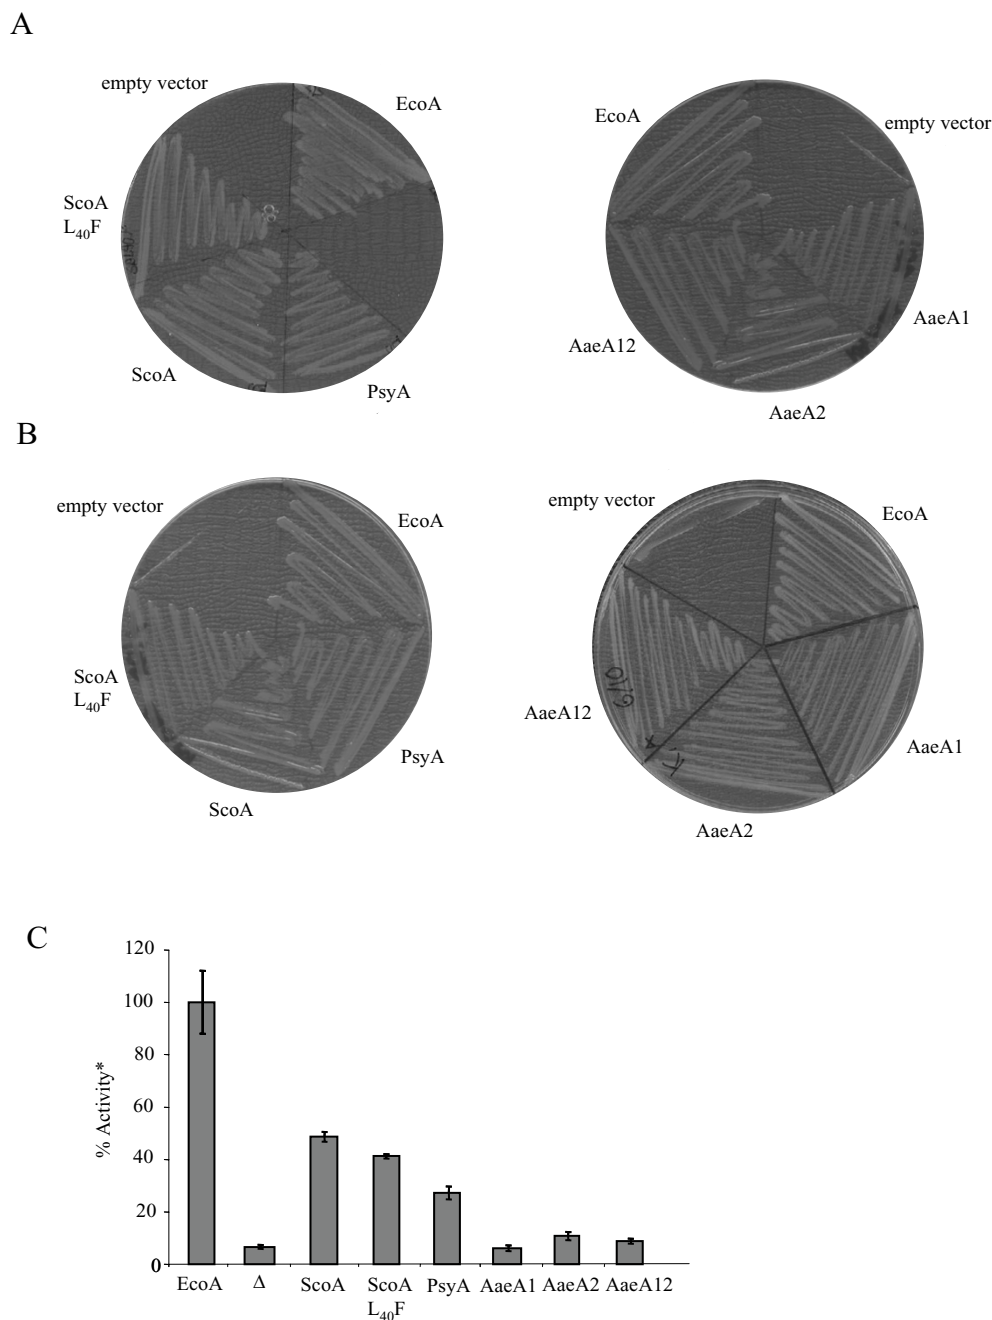 A
empty vector
EcoA
ScoA
L40F
ScoA
PsyA
EcoA
empty vector
AaeA12
AaeA1
AaeA2
B
empty vector
EcoA
ScoA
L40F
PsyA
ScoA
empty vector
EcoA
AaeA12
AaeA1
AaeA2
C
% Activity*
120
100
80
60
40
20
0
EcoA Δ ScoA ScoA PsyA AaeA1 AaeA2 AaeA12
L40F